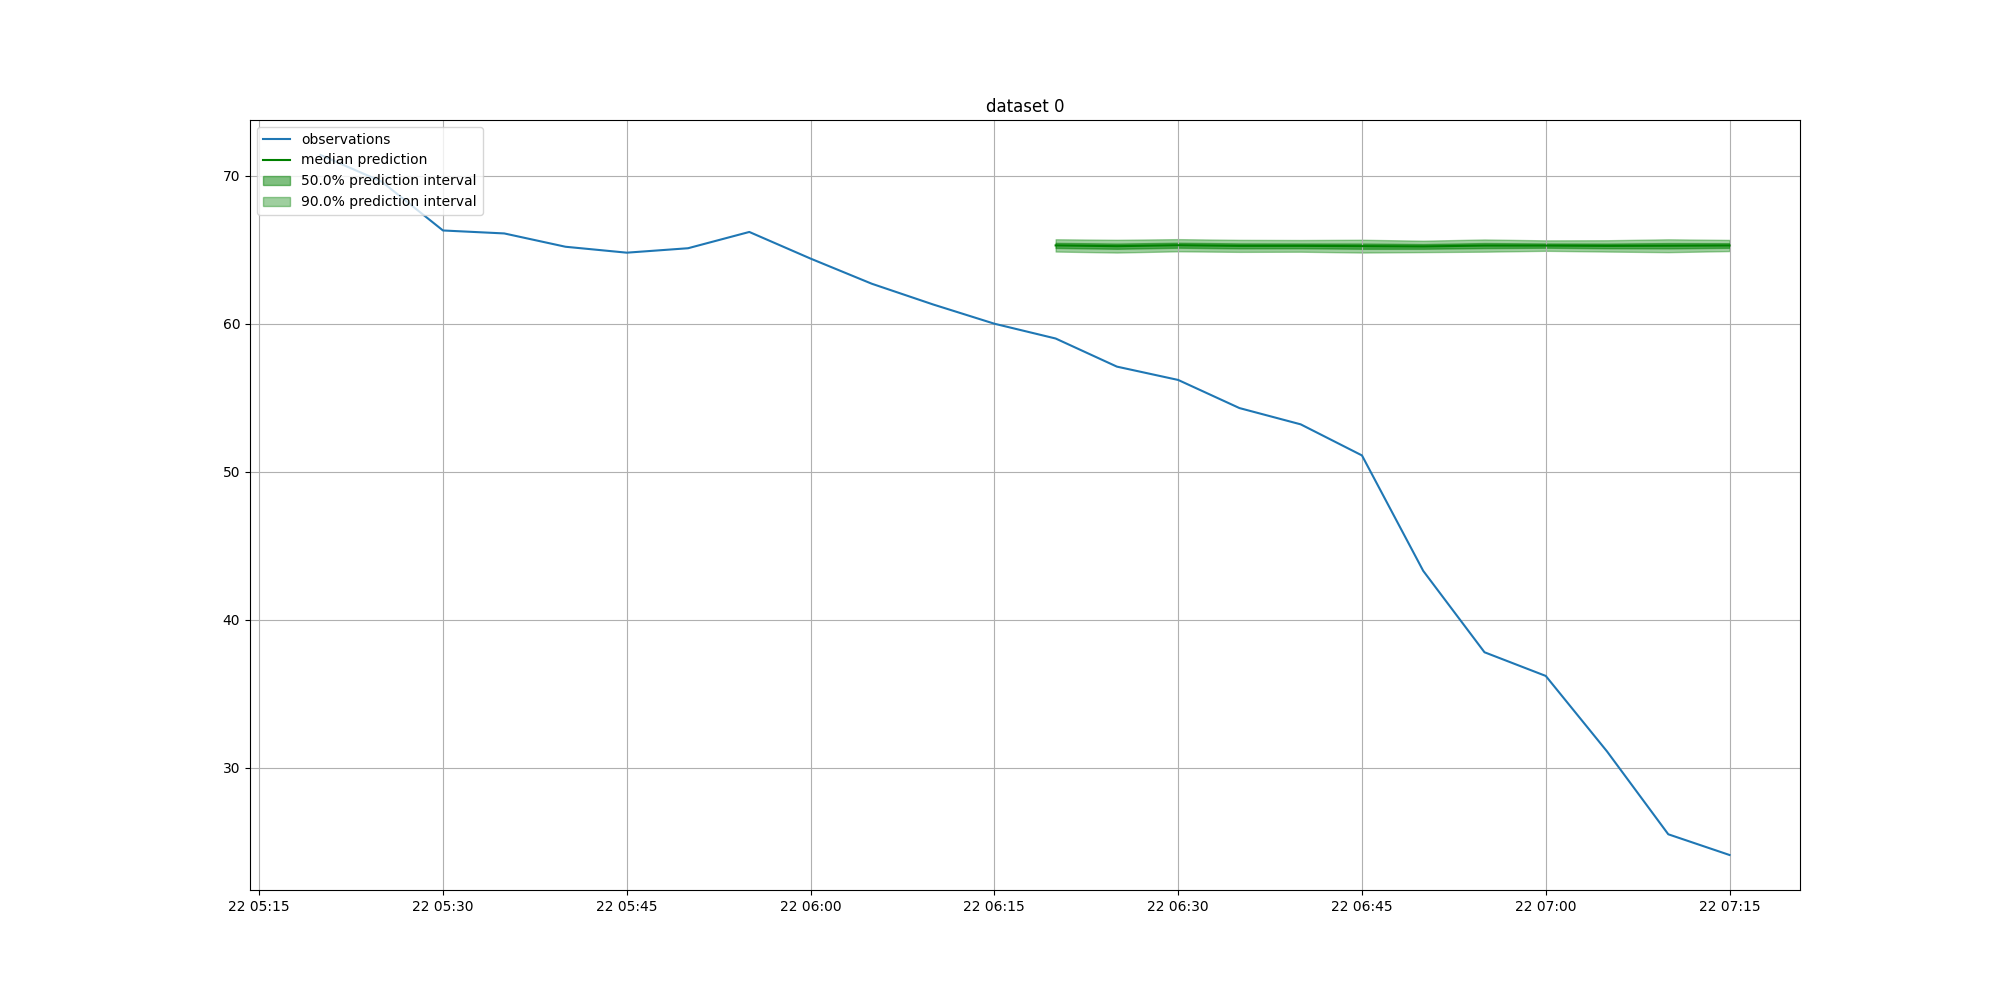 dataset 0
observations
median prediction
50.0% prediction interval
90.0% prediction interval
70
60
50
40
30
22 05:15 22 05:30 22 05:45 22 06:00 22 06:15 22 06:30 22 06:45 22 07:00 22 07:15